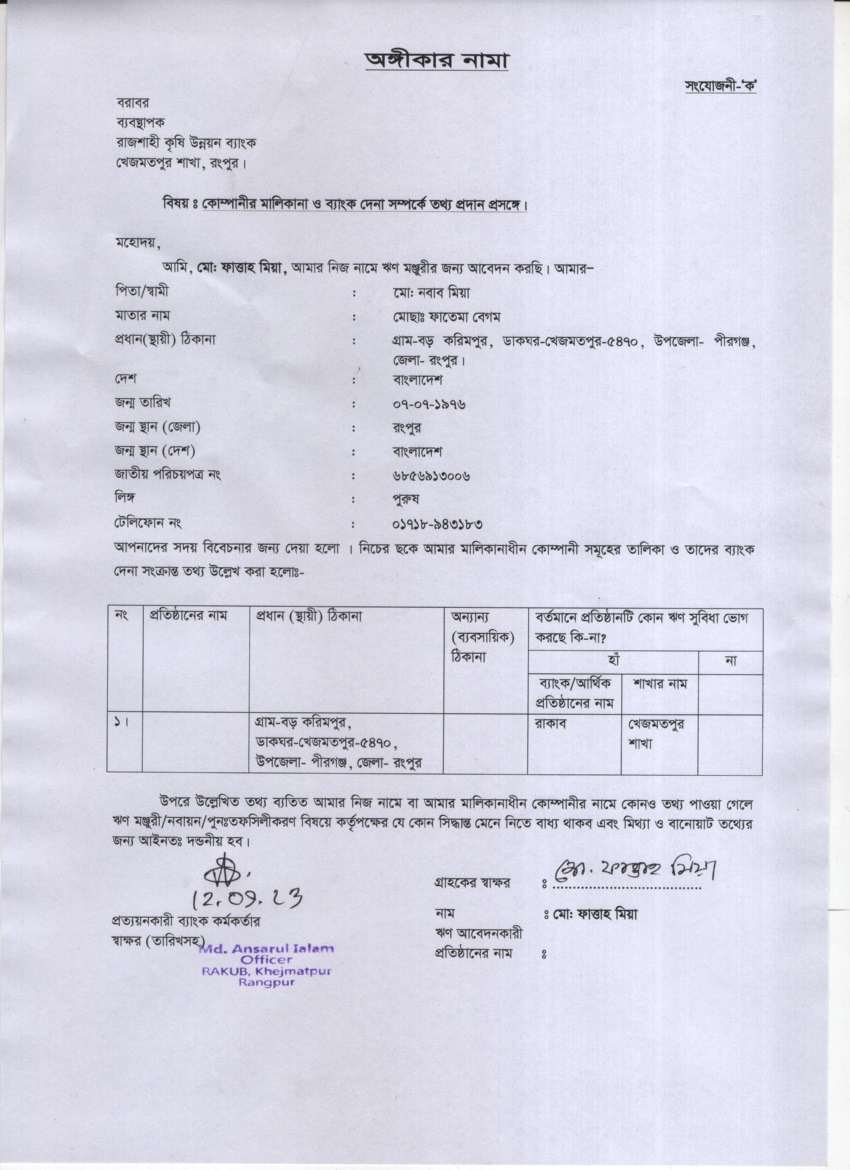 অঙ্গীকার নামা
সংযোজনী-‘ক’
বরাবর
ব্যবস্থাপক
রাজশাহী কৃষি উন্নয়ন ব্যাংক
খেজমতপুর শাখা, রংপুর।
বিষয় ঃ কোম্পানীর মালিকানা ও ব্যাংক দেনা সম্পর্কে তথ্য প্রদান প্রসঙ্গে।
মহোদয়,
আমি, মো: ফাত্তাহ মিয়া, আমার নিজ নামে ঋণ মঞ্জুরীর জন্য আবেদন করছি। আমার–
পিতা/স্বামী : মো: নবাব মিয়া
মাতার নাম : মোছাঃ ফাতেমা বেগম
প্রধান(স্থায়ী) ঠিকানা : গ্রাম-বড় করিমপুর, ডাকঘর-খেজমতপুর-৫৪৭০, উপজেলা- পীরগঞ্জ,
জেলা- রংপুর।
দেশ : বাংলাদেশ
জন্ম তারিখ : ০৭-০৭-১৯৭৬
জন্ম স্থান (জেলা) : রংপুর
জন্ম স্থান (দেশ) : বাংলাদেশ
জাতীয় পরিচয়পত্র নং : ৬৮৫৬৯১৩০০৬
লিঙ্গ : পুরুষ
টেলিফোন নং : ০১৭১৮-৯৪৩১৮৩
আপনাদের সদয় বিবেচনার জন্য দেয়া হলো । নিচের ছকে আমার মালিকানাধীন কোম্পানী সমূহের তালিকা ও তাদের ব্যাংক
দেনা সংক্রান্ত তথ্য উল্লেখ করা হলোঃ-
নং প্রতিষ্ঠানের নাম প্রধান (স্থায়ী) ঠিকানা অন্যান্য বর্তমানে প্রতিষ্ঠানটি কোন ঋণ সুবিধা ভোগ
(ব্যবসায়িক) করছে কি-না?
ঠিকানা হাঁ না
ব্যাংক/আর্থিক শাখার নাম
প্রতিষ্ঠানের নাম
১। গ্রাম-বড় করিমপুর, রাকাব খেজমতপুর
ডাকঘর-খেজমতপুর-৫৪৭০, শাখা
উপজেলা- পীরগঞ্জ, জেলা- রংপুর
উপরে উল্লেখিত তথ্য ব্যতিত আমার নিজ নামে বা আমার মালিকানাধীন কোম্পানীর নামে কোনও তথ্য পাওয়া গেলে
ঋণ মঞ্জুরী/নবায়ন/পুনঃতফসিলীকরণ বিষয়ে কর্তৃপক্ষের যে কোন সিদ্ধান্ত মেনে নিতে বাধ্য থাকব এবং মিথ্যা ও বানোয়াট তথ্যের
জন্য আইনতঃ দন্ডনীয় হব।
12.09.23
প্রত্যয়নকারী ব্যাংক কর্মকর্তার
স্বাক্ষর (তারিখসহ)
Md. Ansarul Islam
Officer
RAKUB, Khejmatpur
Rangpur
গ্রাহকের স্বাক্ষর ঃ মো. ফাত্তাহ মিয়া
নাম ঃ মো: ফাত্তাহ মিয়া
ঋণ আবেদনকারী
প্রতিষ্ঠানের নাম ঃ